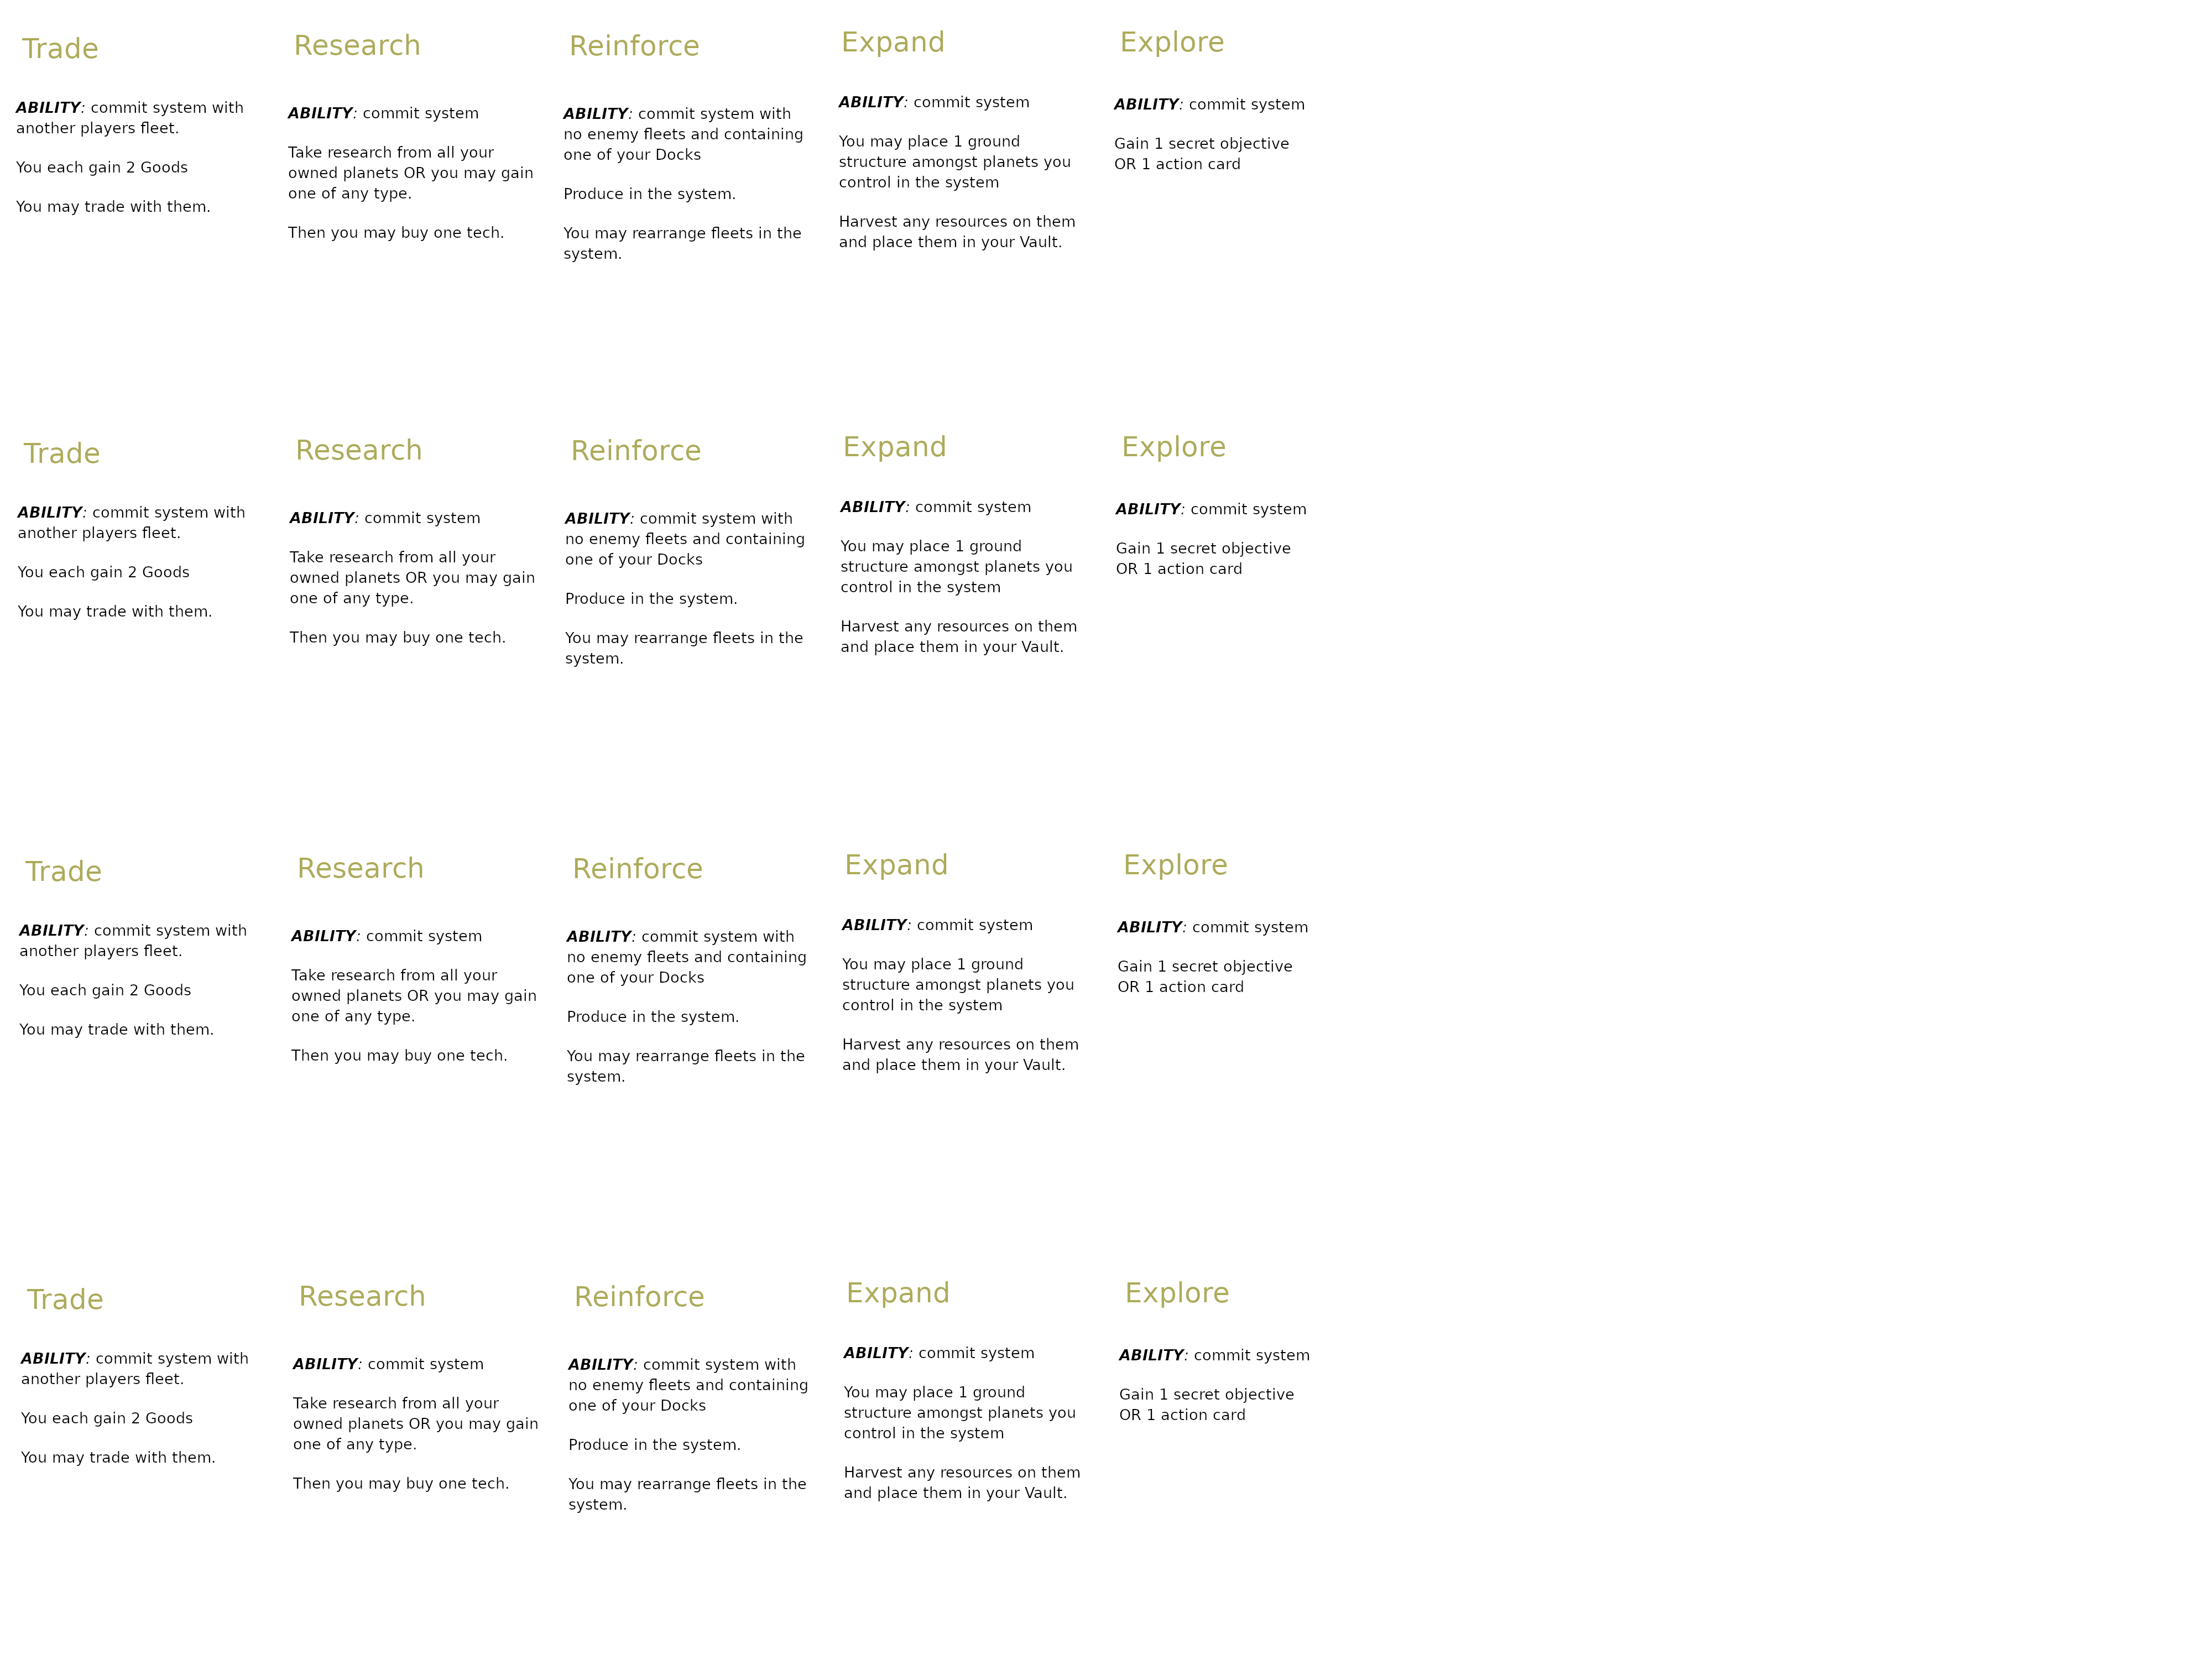 Trade
ABILITY: commit system with
another players fleet.
You each gain 2 Goods
You may trade with them.
Research
ABILITY: commit system
Take research from all your
owned planets OR you may gain
one of any type.
Then you may buy one tech.
Reinforce
ABILITY: commit system with
no enemy fleets and containing
one of your Docks
Produce in the system.
You may rearrange fleets in the
system.
Expand
ABILITY: commit system
You may place 1 ground
structure amongst planets you
control in the system
Harvest any resources on them
and place them in your Vault.
Explore
ABILITY: commit system
Gain 1 secret objective
OR 1 action card
Trade
ABILITY: commit system with
another players fleet.
You each gain 2 Goods
You may trade with them.
Research
ABILITY: commit system
Take research from all your
owned planets OR you may gain
one of any type.
Then you may buy one tech.
Reinforce
ABILITY: commit system with
no enemy fleets and containing
one of your Docks
Produce in the system.
You may rearrange fleets in the
system.
Expand
ABILITY: commit system
You may place 1 ground
structure amongst planets you
control in the system
Harvest any resources on them
and place them in your Vault.
Explore
ABILITY: commit system
Gain 1 secret objective
OR 1 action card
Trade
ABILITY: commit system with
another players fleet.
You each gain 2 Goods
You may trade with them.
Research
ABILITY: commit system
Take research from all your
owned planets OR you may gain
one of any type.
Then you may buy one tech.
Reinforce
ABILITY: commit system with
no enemy fleets and containing
one of your Docks
Produce in the system.
You may rearrange fleets in the
system.
Expand
ABILITY: commit system
You may place 1 ground
structure amongst planets you
control in the system
Harvest any resources on them
and place them in your Vault.
Explore
ABILITY: commit system
Gain 1 secret objective
OR 1 action card
Trade
ABILITY: commit system with
another players fleet.
You each gain 2 Goods
You may trade with them.
Research
ABILITY: commit system
Take research from all your
owned planets OR you may gain
one of any type.
Then you may buy one tech.
Reinforce
ABILITY: commit system with
no enemy fleets and containing
one of your Docks
Produce in the system.
You may rearrange fleets in the
system.
Expand
ABILITY: commit system
You may place 1 ground
structure amongst planets you
control in the system
Harvest any resources on them
and place them in your Vault.
Explore
ABILITY: commit system
Gain 1 secret objective
OR 1 action card